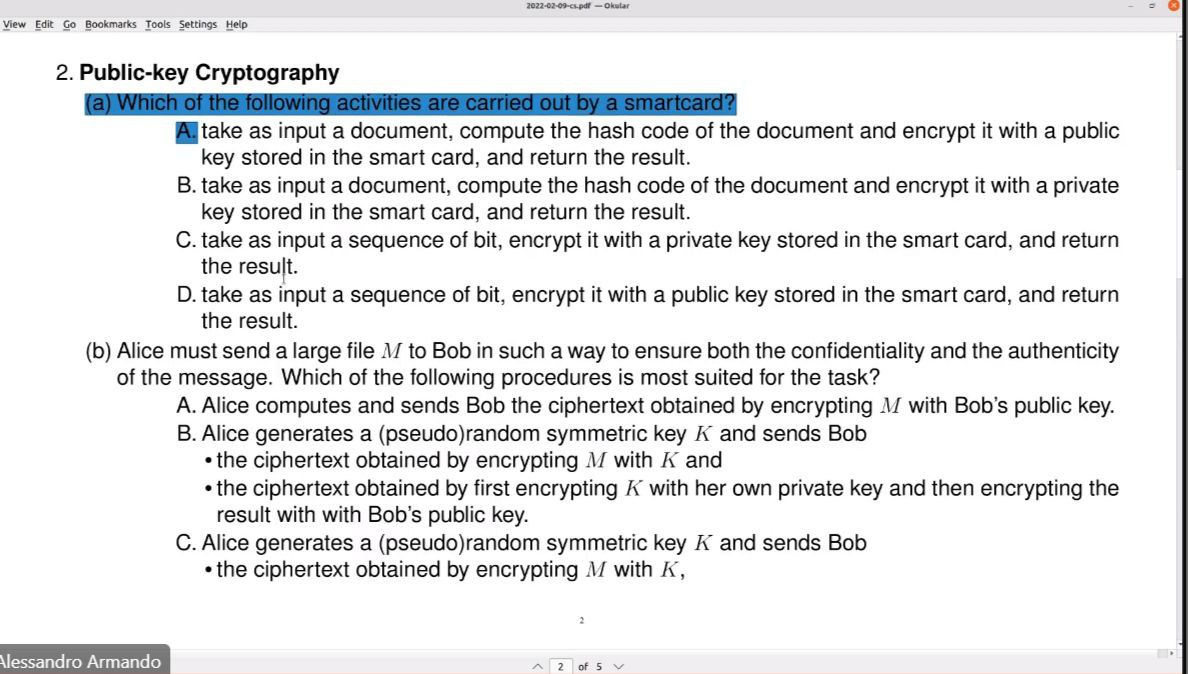 2022-02-09-cs.pdf — Okular
View Edit Go Bookmarks Tools Settings Help
2. Public-key Cryptography
(a) Which of the following activities are carried out by a smartcard?
A. take as input a document, compute the hash code of the document and encrypt it with a public
key stored in the smart card, and return the result.
B. take as input a document, compute the hash code of the document and encrypt it with a private
key stored in the smart card, and return the result.
C. take as input a sequence of bit, encrypt it with a private key stored in the smart card, and return
the result.
D. take as input a sequence of bit, encrypt it with a public key stored in the smart card, and return
the result.
(b) Alice must send a large file M to Bob in such a way to ensure both the confidentiality and the authenticity
of the message. Which of the following procedures is most suited for the task?
A. Alice computes and sends Bob the ciphertext obtained by encrypting M with Bob's public key.
B. Alice generates a (pseudo)random symmetric key K and sends Bob
• the ciphertext obtained by encrypting M with K and
• the ciphertext obtained by first encrypting K with her own private key and then encrypting the
result with with Bob's public key.
C. Alice generates a (pseudo)random symmetric key K and sends Bob
• the ciphertext obtained by encrypting M with K,
2
Alessandro Armando
2 of 5